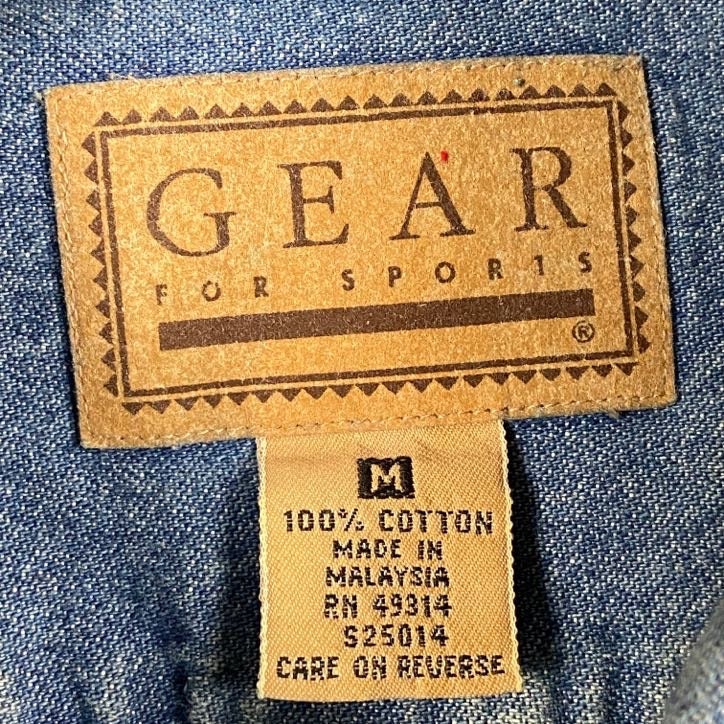 GEAR
FOR SPORTS
®
M
100% COTTON
MADE IN
MALAYSIA
RN 49314
S25014
CARE ON REVERSE